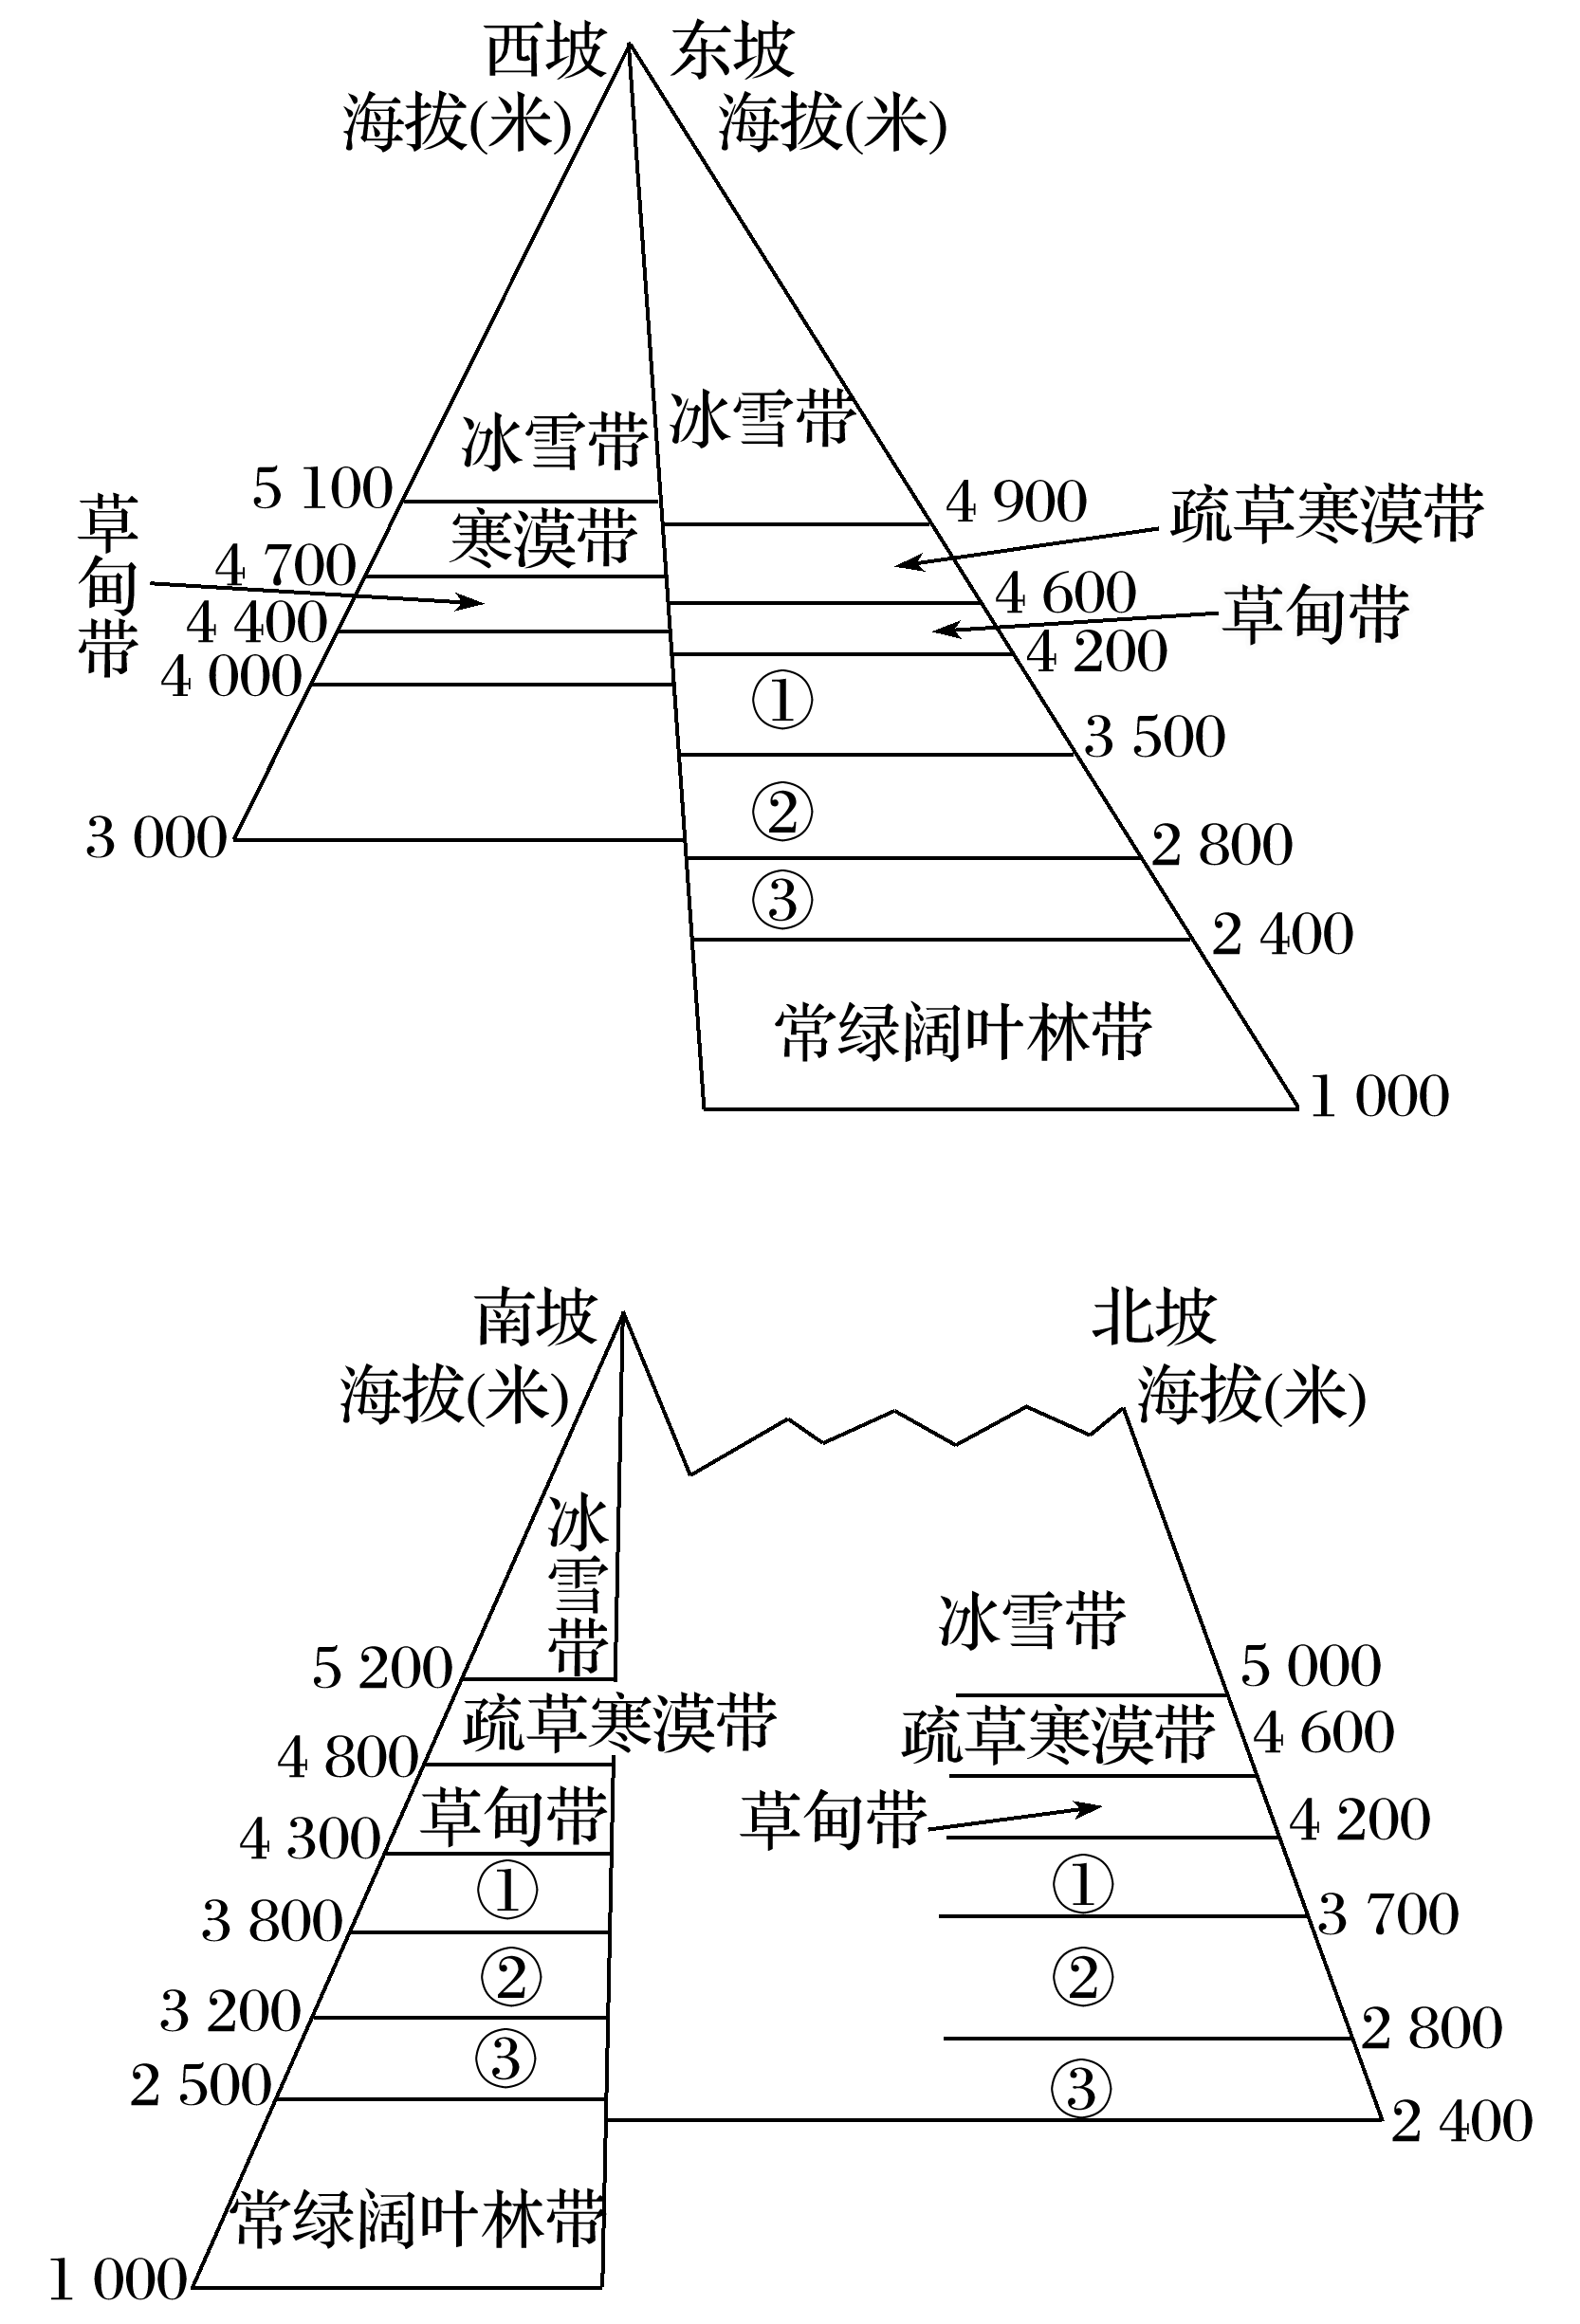 西坡
东坡
海拔(米)
海拔(米)
冰雪带
冰雪带
5 100
4 900
疏草寒漠带
草甸带
寒漠带
4 700
4 600
草甸带
4 400
4 200
4 000
①
3 500
②
3 000
2 800
③
2 400
常绿阔叶林带
1 000
南坡
北坡
海拔(米)
海拔(米)
冰雪带
冰雪带
5 200
5 000
疏草寒漠带
疏草寒漠带
4 800
4 600
草甸带
草甸带
4 300
4 200
①
①
3 800
3 700
②
②
3 200
2 800
③
③
2 500
2 400
常绿阔叶林带
1 000